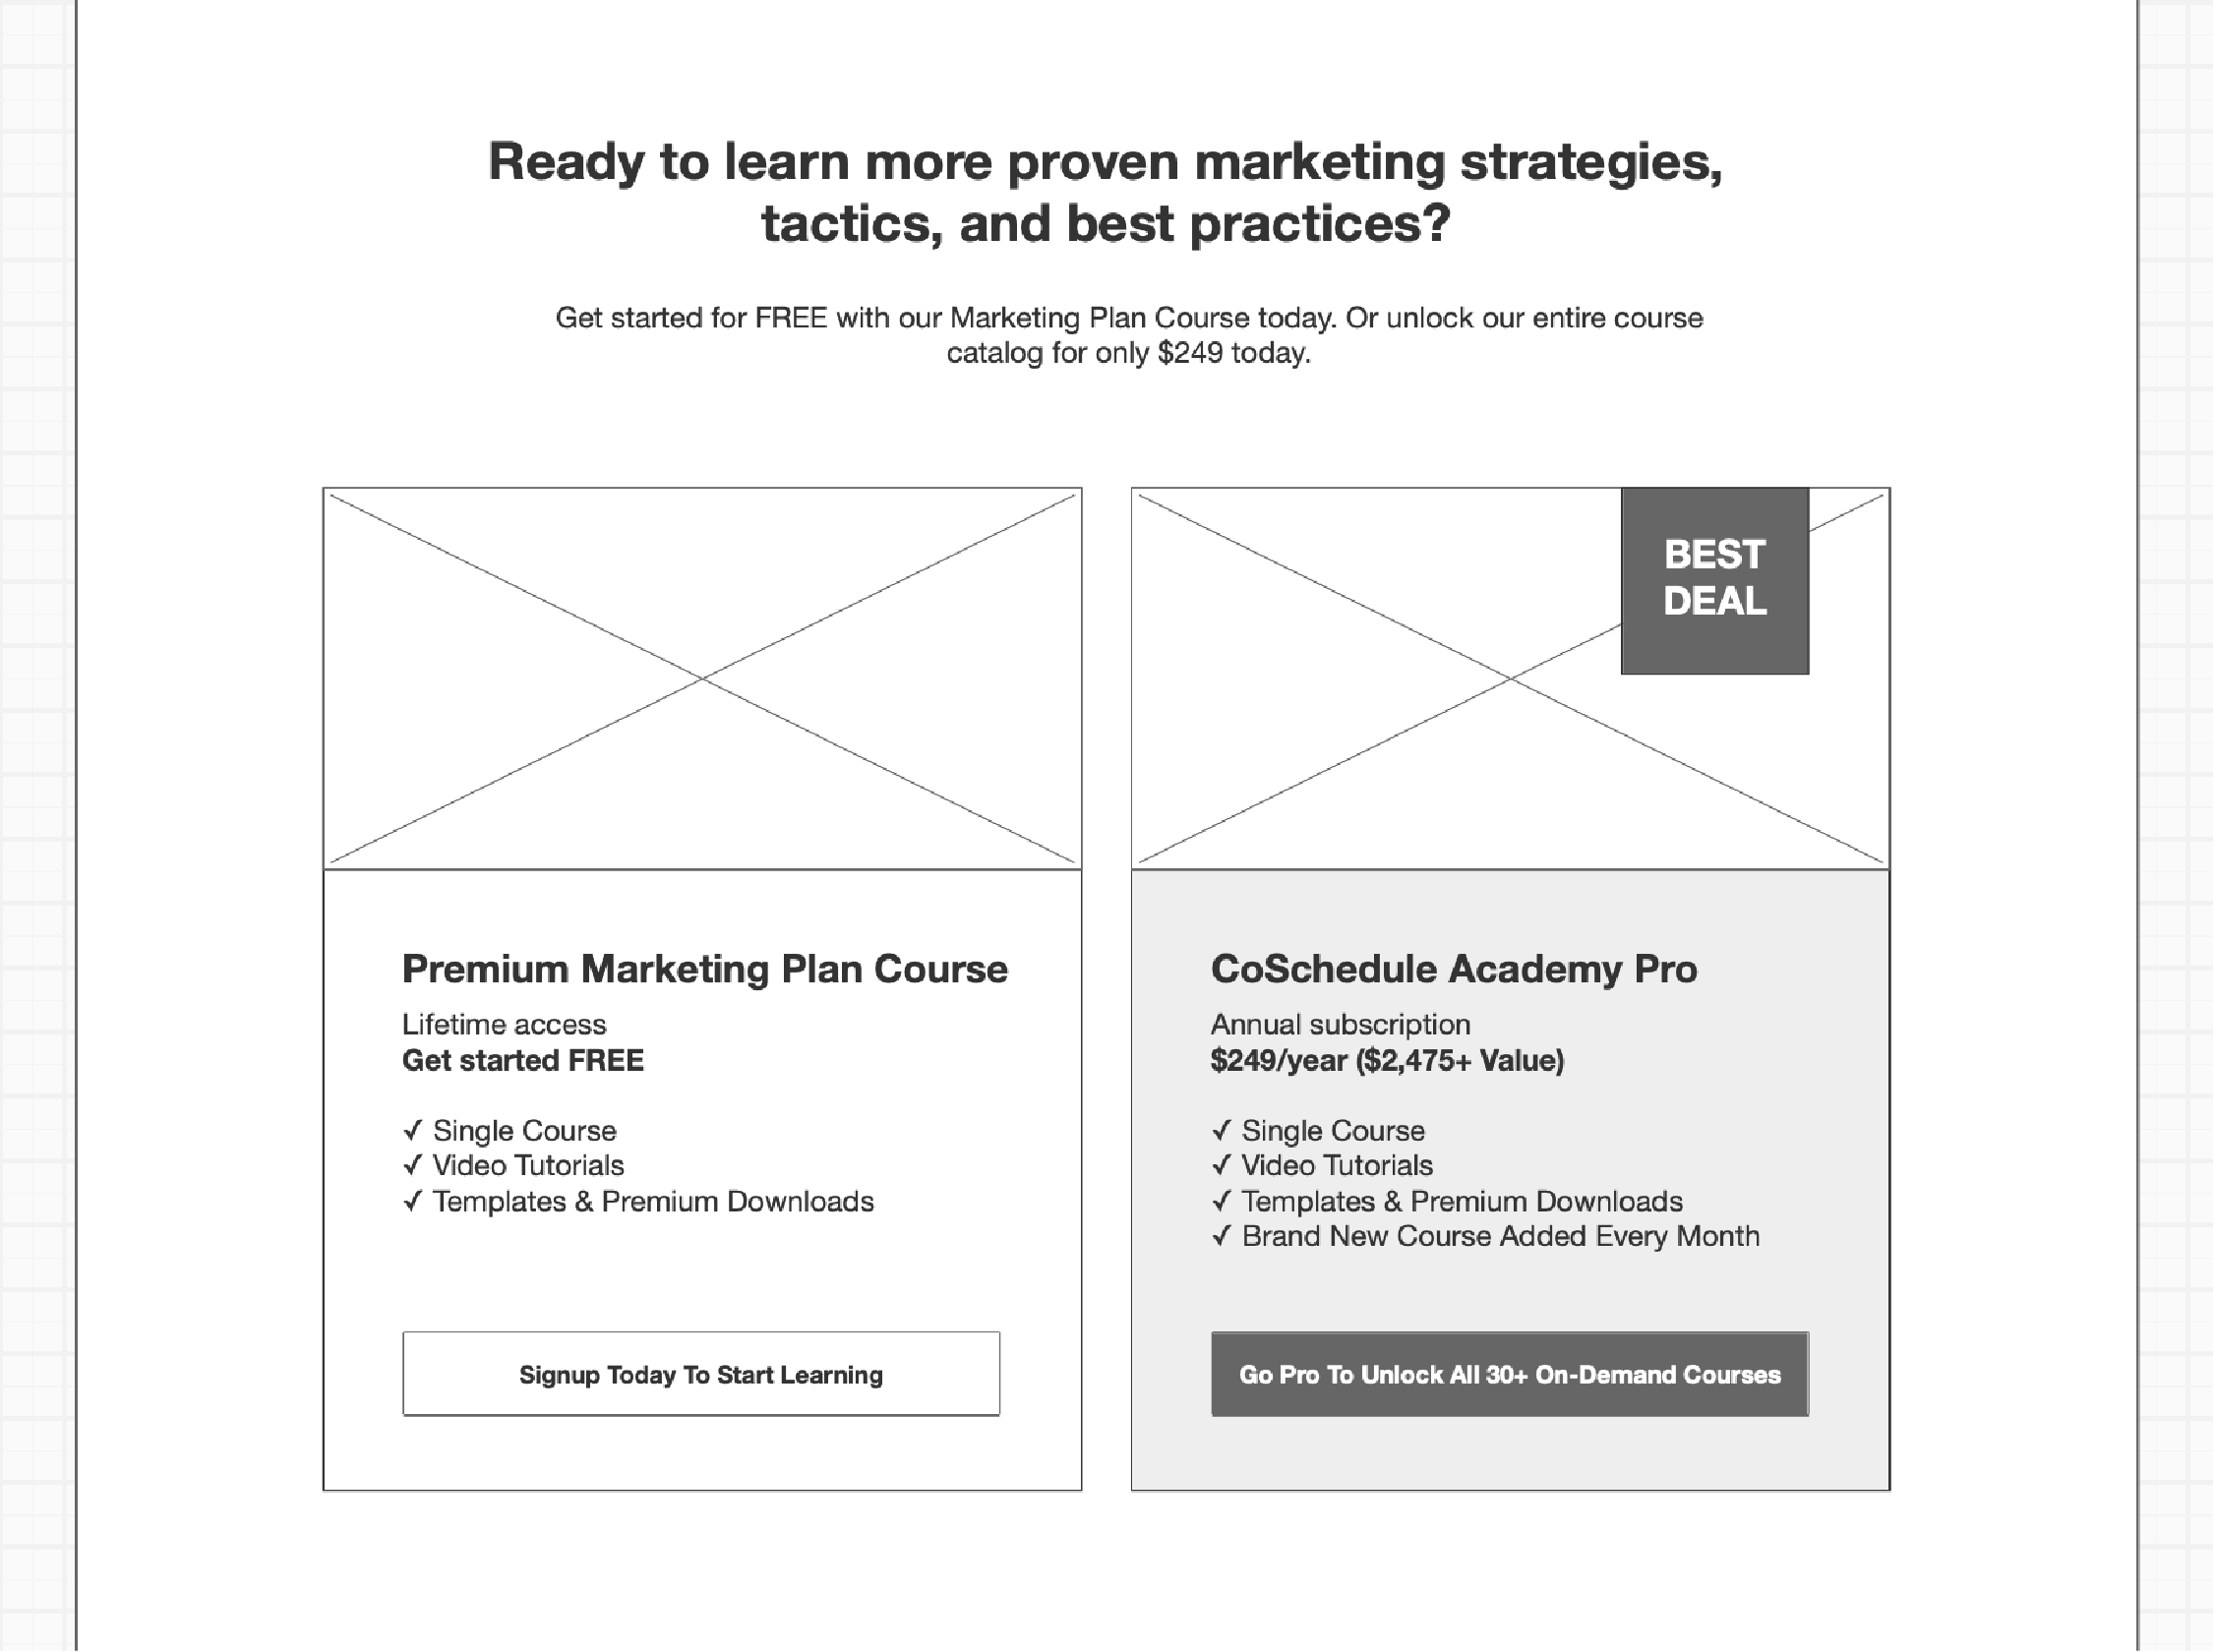 Ready to learn more proven marketing strategies,
tactics, and best practices?
Get started for FREE with our Marketing Plan Course today. Or unlock our entire course
catalog for only $249 today.
BEST
DEAL
Premium Marketing Plan Course
Lifetime access
Get started FREE
✓ Single Course
✓ Video Tutorials
✓ Templates & Premium Downloads
Signup Today To Start Learning
CoSchedule Academy Pro
Annual subscription
$249/year ($2,475+ Value)
✓ Single Course
✓ Video Tutorials
✓ Templates & Premium Downloads
✓ Brand New Course Added Every Month
Go Pro To Unlock All 30+ On-Demand Courses